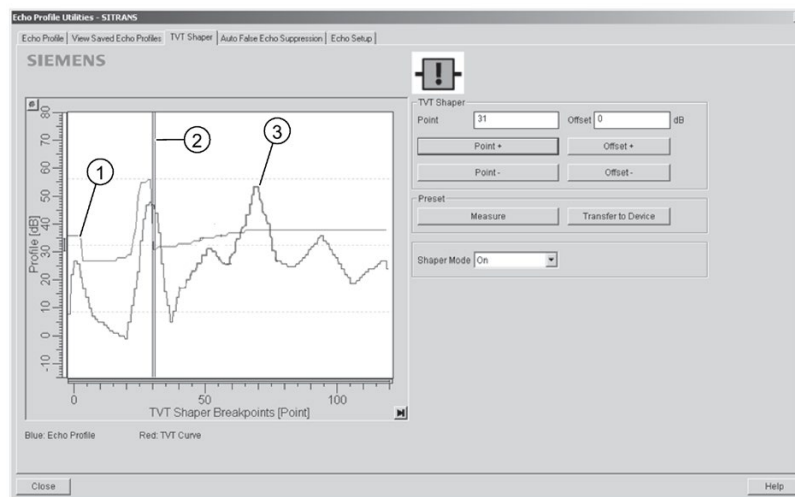 Echo Profile Utilities - SITRANS
Echo Profile View Saved Echo Profiles TVT Shaper Auto False Echo Suppression Echo Setup
SIEMENS
!
TVT Shaper
Point 31 Offset 0 dB
Point + Offset +
Point - Offset -
Preset
Measure Transfer to Device
Shaper Mode On
Profile [dB]
80
70
60
50
40
30
20
10
0
-10
1
2
3
0 50 100
TVT Shaper Breakpoints [Point]
Blue: Echo Profile Red: TVT Curve
Close Help